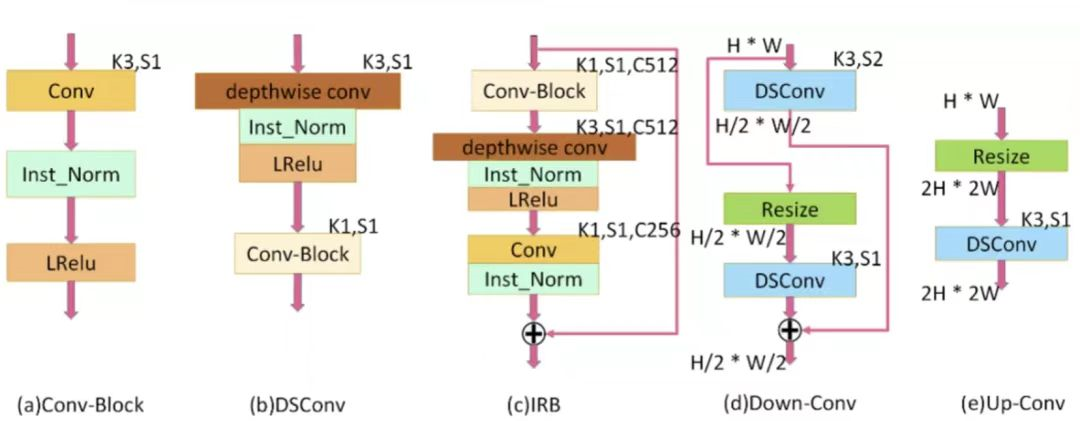 K3,S1
Conv
Inst_Norm
LRelu
(a)Conv-Block
K3,S1
depthwise conv
Inst_Norm
LRelu
K1,S1
Conv-Block
(b)DSConv
K1,S1,C512
Conv-Block
K3,S1,C512
depthwise conv
Inst_Norm
LRelu
K1,S1,C256
Conv
Inst_Norm
+
(c)IRB
H * W
K3,S2
DSConv
H/2 * W/2
Resize
H/2 * W/2
K3,S1
DSConv
+
H/2 * W/2
(d)Down-Conv
H * W
Resize
2H * 2W
K3,S1
DSConv
2H * 2W
(e)Up-Conv